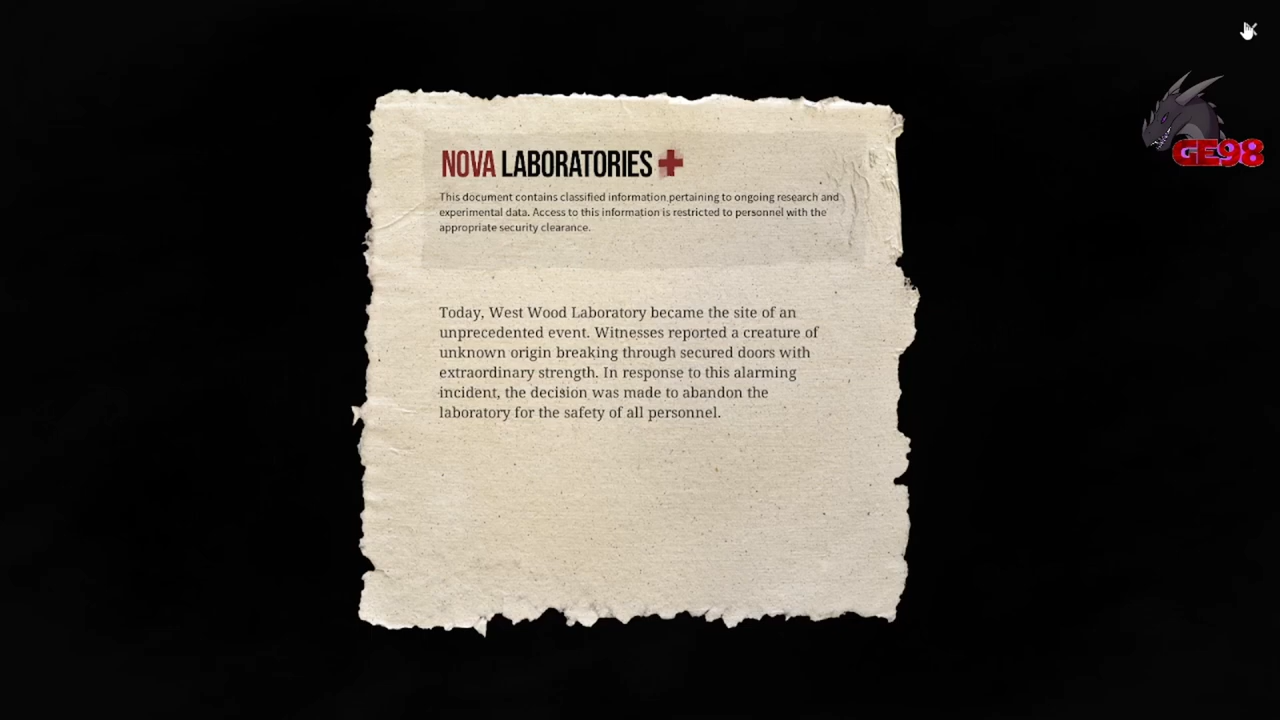 NOVA LABORATORIES
This document contains classified information pertaining to ongoing research and
experimental data. Access to this information is restricted to personnel with the
appropriate security clearance.
Today, West Wood Laboratory became the site of an
unprecedented event. Witnesses reported a creature of
unknown origin breaking through secured doors with
extraordinary strength. In response to this alarming
incident, the decision was made to abandon the
laboratory for the safety of all personnel.
GE98